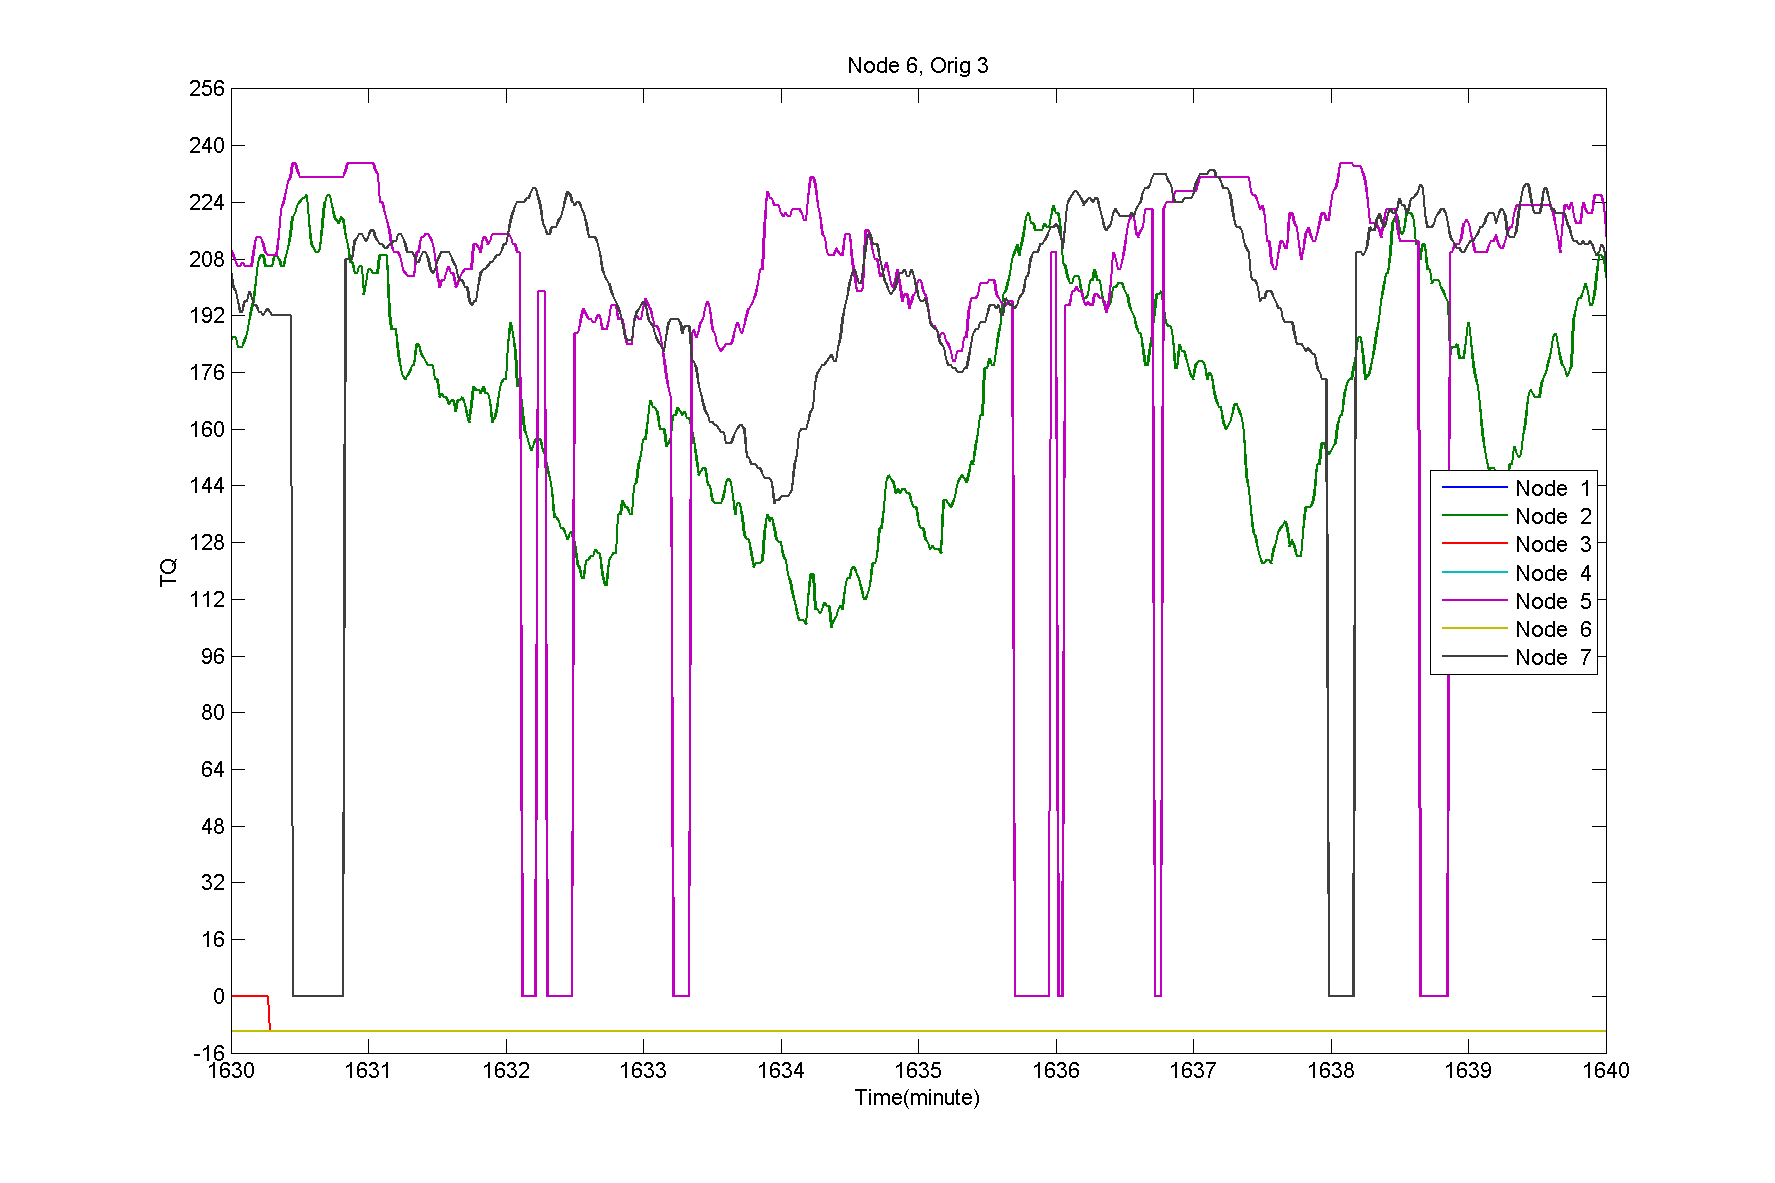 Node 6, Orig 3
256
240
224
208
192
176
160
144
128
112
96
80
64
48
32
16
0
-16
TQ
Node 1
Node 2
Node 3
Node 4
Node 5
Node 6
Node 7
1630 1631 1632 1633 1634 1635 1636 1637 1638 1639 1640
Time(minute)